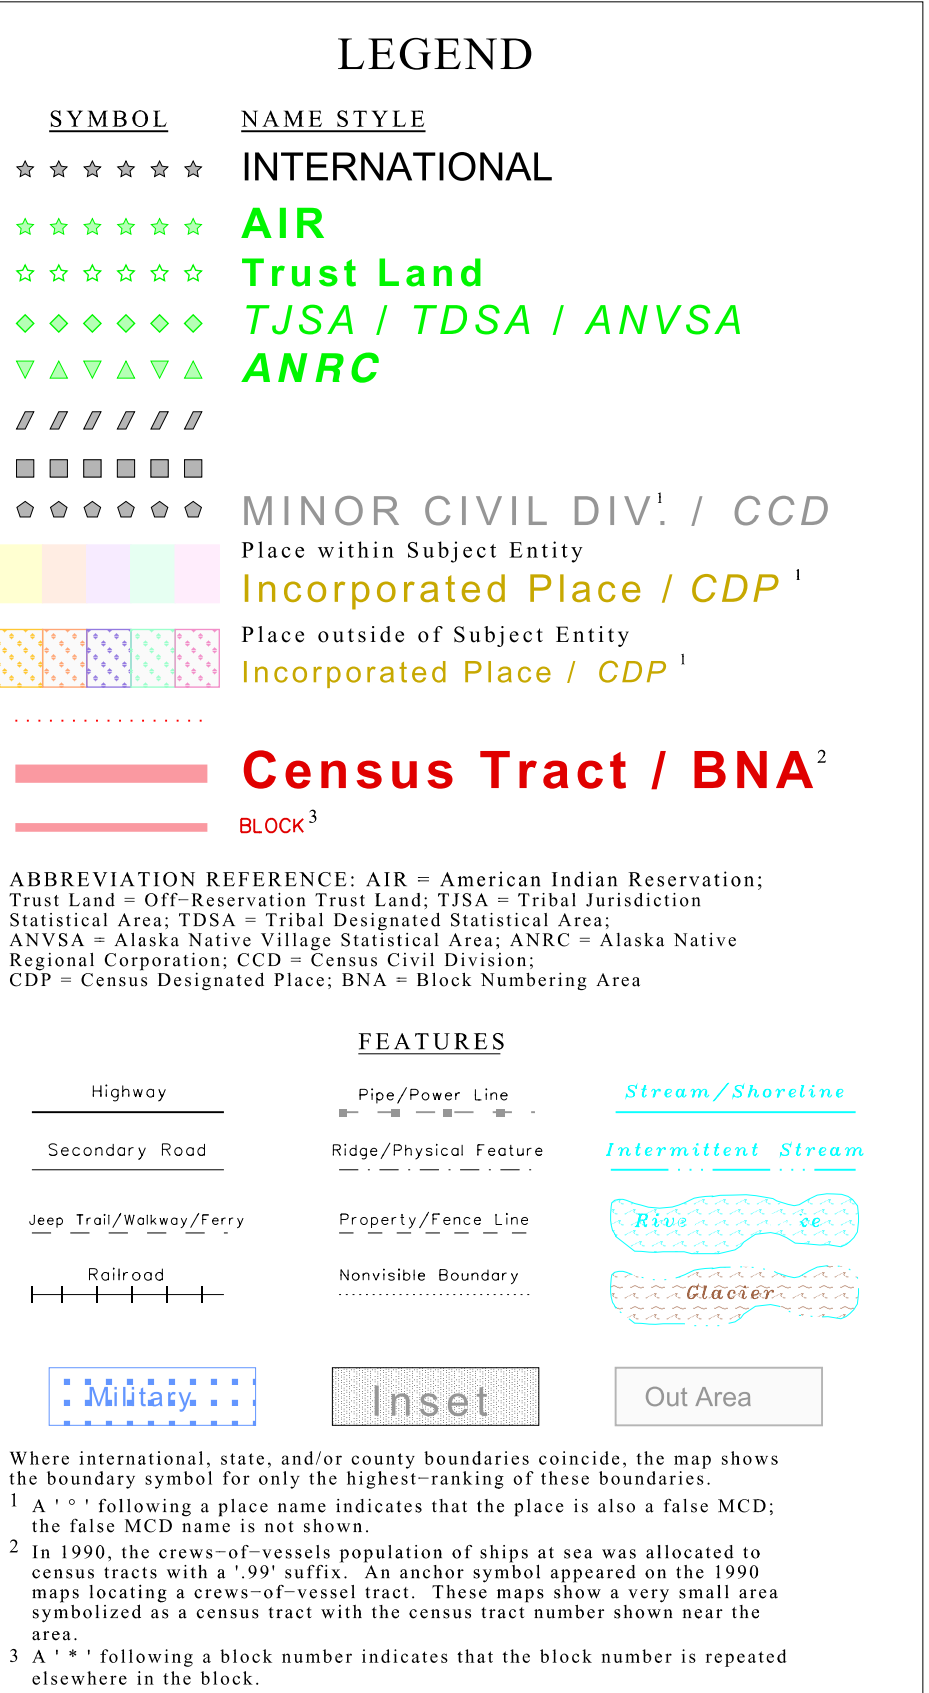 LEGEND
SYMBOL NAME STYLE
INTERNATIONAL
AIR
Trust Land
TJSA / TDSA / ANVSA
ANRC
MINOR CIVIL DIV.¹ / CCD
Place within Subject Entity
Incorporated Place / CDP ¹
Place outside of Subject Entity
Incorporated Place / CDP ¹
Census Tract / BNA²
BLOCK³
ABBREVIATION REFERENCE: AIR = American Indian Reservation;
Trust Land = Off−Reservation Trust Land; TJSA = Tribal Jurisdiction
Statistical Area; TDSA = Tribal Designated Statistical Area;
ANVSA = Alaska Native Village Statistical Area; ANRC = Alaska Native
Regional Corporation; CCD = Census Civil Division;
CDP = Census Designated Place; BNA = Block Numbering Area
FEATURES
Highway Pipe/Power Line Stream/Shoreline
Secondary Road Ridge/Physical Feature Intermittent Stream
Jeep Trail/Walkway/Ferry Property/Fence Line Rive ce
Railroad Nonvisible Boundary Glacier
Military Inset Out Area
Where international, state, and/or county boundaries coincide, the map shows
the boundary symbol for only the highest−ranking of these boundaries.
1 A ' ° ' following a place name indicates that the place is also a false MCD;
the false MCD name is not shown.
2 In 1990, the crews−of−vessels population of ships at sea was allocated to
census tracts with a '.99' suffix. An anchor symbol appeared on the 1990
maps locating a crews−of−vessel tract. These maps show a very small area
symbolized as a census tract with the census tract number shown near the
area.
3 A ' * ' following a block number indicates that the block number is repeated
elsewhere in the block.